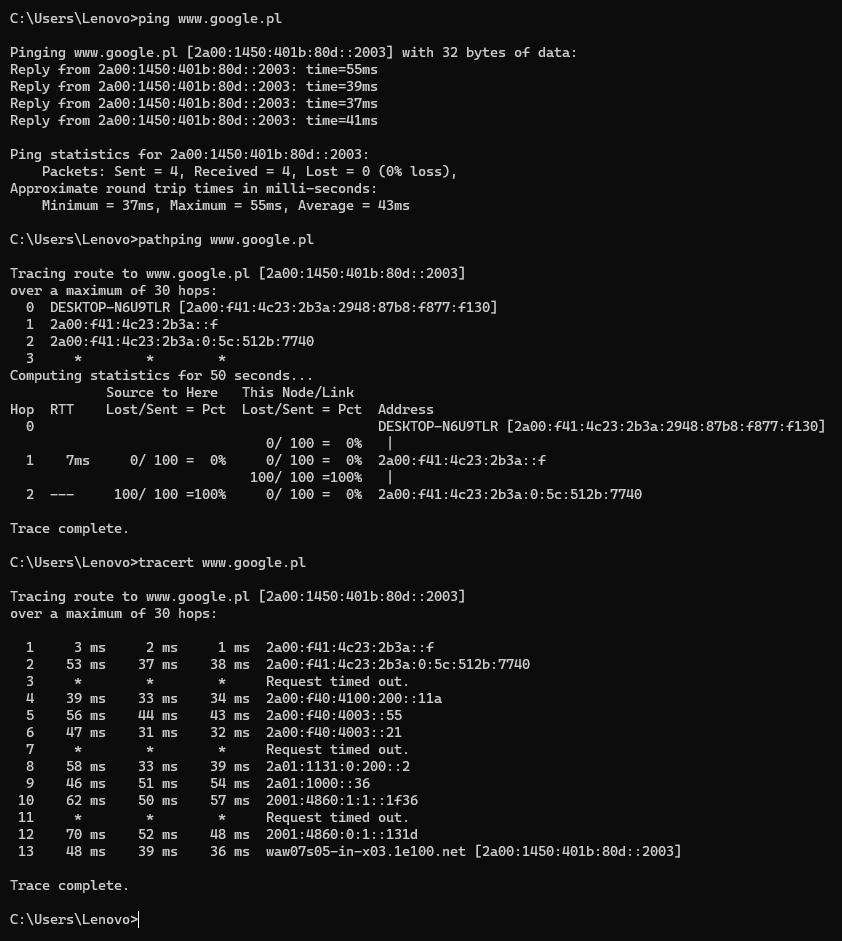 C:\Users\Lenovo>ping www.google.pl

Pinging www.google.pl [2a00:1450:401b:80d::2003] with 32 bytes of data:
Reply from 2a00:1450:401b:80d::2003: time=55ms
Reply from 2a00:1450:401b:80d::2003: time=39ms
Reply from 2a00:1450:401b:80d::2003: time=37ms
Reply from 2a00:1450:401b:80d::2003: time=41ms

Ping statistics for 2a00:1450:401b:80d::2003:
    Packets: Sent = 4, Received = 4, Lost = 0 (0% loss),
Approximate round trip times in milli-seconds:
    Minimum = 37ms, Maximum = 55ms, Average = 43ms

C:\Users\Lenovo>pathping www.google.pl

Tracing route to www.google.pl [2a00:1450:401b:80d::2003]
over a maximum of 30 hops:
  0  DESKTOP-N6U9TLR [2a00:f41:4c23:2b3a:2948:87b8:f877:f130]
  1  2a00:f41:4c23:2b3a::f
  2  2a00:f41:4c23:2b3a:0:5c:512b:7740
  3     *        *        *
Computing statistics for 50 seconds...
            Source to Here   This Node/Link
Hop  RTT    Lost/Sent = Pct  Lost/Sent = Pct  Address
  0                                           DESKTOP-N6U9TLR [2a00:f41:4c23:2b3a:2948:87b8:f877:f130]
                                0/ 100 =  0%   |
  1    7ms     0/ 100 =  0%     0/ 100 =  0%  2a00:f41:4c23:2b3a::f
                              100/ 100 =100%   |
  2  ---     100/ 100 =100%     0/ 100 =  0%  2a00:f41:4c23:2b3a:0:5c:512b:7740

Trace complete.

C:\Users\Lenovo>tracert www.google.pl

Tracing route to www.google.pl [2a00:1450:401b:80d::2003]
over a maximum of 30 hops:

  1     3 ms     2 ms     1 ms  2a00:f41:4c23:2b3a::f
  2    53 ms    37 ms    38 ms  2a00:f41:4c23:2b3a:0:5c:512b:7740
  3     *        *        *     Request timed out.
  4    39 ms    33 ms    34 ms  2a00:f40:4100:200::11a
  5    56 ms    44 ms    43 ms  2a00:f40:4003::55
  6    47 ms    31 ms    32 ms  2a00:f40:4003::21
  7     *        *        *     Request timed out.
  8    58 ms    33 ms    39 ms  2a01:1131:0:200::2
  9    46 ms    51 ms    54 ms  2a01:1000::36
 10    62 ms    50 ms    57 ms  2001:4860:1:1::1f36
 11     *        *        *     Request timed out.
 12    70 ms    52 ms    48 ms  2001:4860:0:1::131d
 13    48 ms    39 ms    36 ms  waw07s05-in-x03.1e100.net [2a00:1450:401b:80d::2003]

Trace complete.

C:\Users\Lenovo>